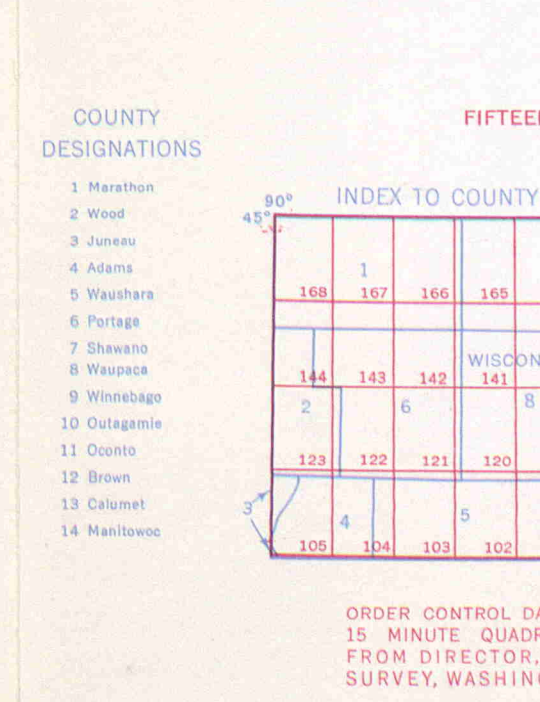 COUNTY
DESIGNATIONS
1 Marathon
2 Wood
3 Juneau
4 Adams
5 Waushara
6 Portage
7 Shawano
8 Waupaca
9 Winnebago
10 Outagamie
11 Oconto
12 Brown
13 Calumet
14 Manitowoc
FIFTEEN
INDEX TO COUNTY
90°
45°
1
168 167 166 165
WISCON
144 143 142 141
2 6 8
123 122 121 120
3 4 5
105 104 103 102
ORDER CONTROL DA
15 MINUTE QUADR
FROM DIRECTOR,
SURVEY, WASHING